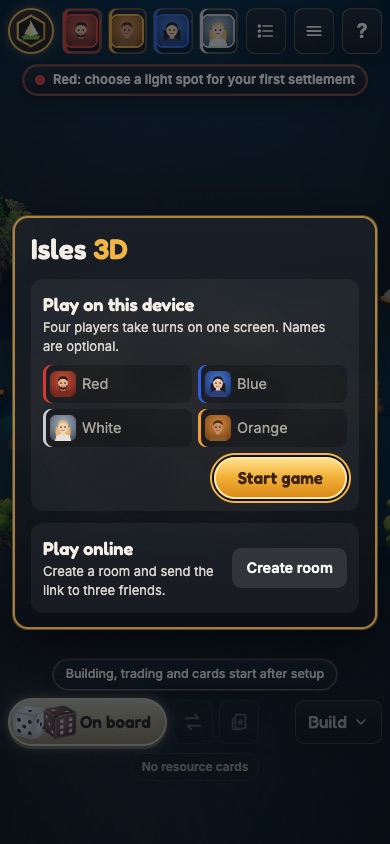 ?
Red: choose a light spot for your first settlement
Isles 3D
Play on this device
Four players take turns on one screen. Names
are optional.
Red
Blue
White
Orange
Start game
Play online
Create a room and send the
link to three friends.
Create room
Building, trading and cards start after setup
On board
Build
No resource cards